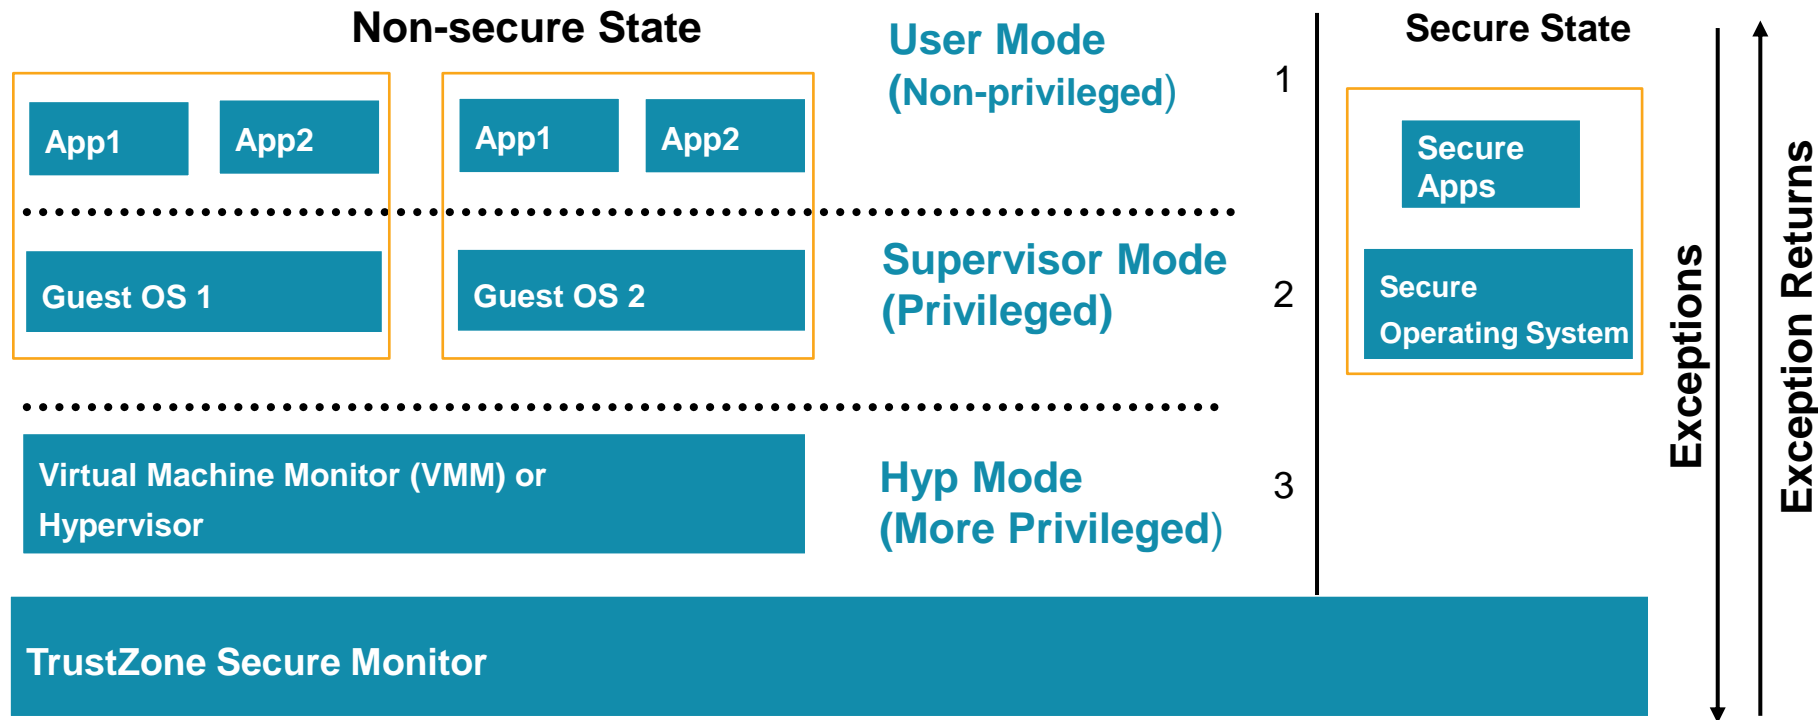 Non-secure State
User Mode
(Non-privileged)
1
Secure State
App1
App2
App1
App2
Secure
Apps
Guest OS 1
Guest OS 2
Supervisor Mode
(Privileged)
2
Secure
Operating System
Exceptions
Exception Returns
Virtual Machine Monitor (VMM) or
Hypervisor
Hyp Mode
(More Privileged)
3
TrustZone Secure Monitor